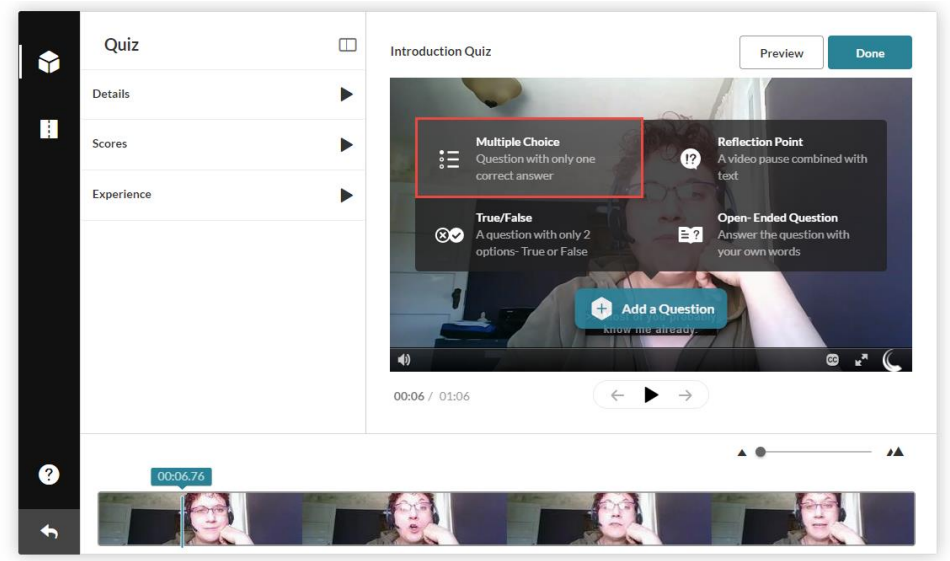 Quiz
Details
Scores
Experience
Introduction Quiz
Preview
Done
Multiple Choice
Question with only one
correct answer
Reflection Point
A video pause combined with
text
True/False
A question with only 2
options- True or False
Open- Ended Question
Answer the question with
your own words
Add a Question
know me already.
CC
00:06 / 01:06
00:06.76